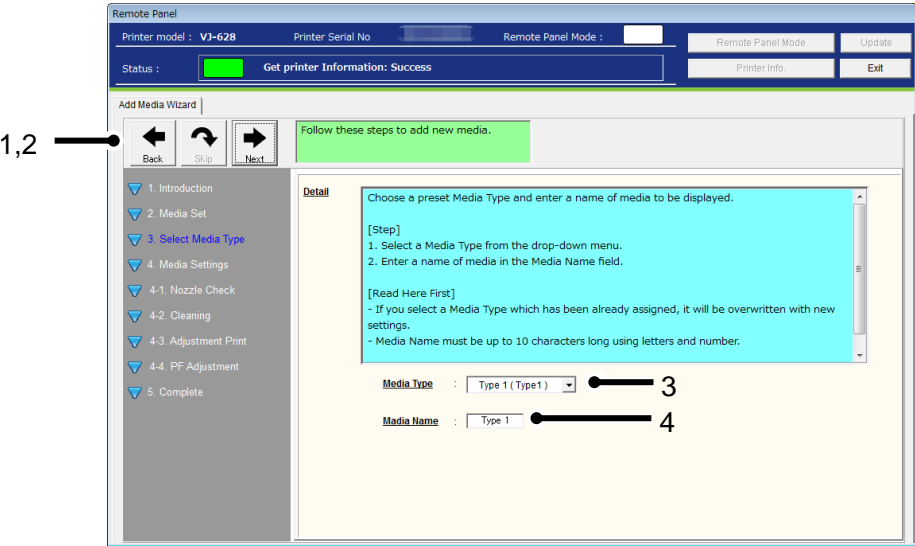 Remote Panel
Printer model : VJ-628 Printer Serial No Remote Panel Mode :
Remote Panel Mode Update
Status : Get printer Information: Success
Printer Info. Exit
Add Media Wizard
1,2
Back Skip Next
Follow these steps to add new media.
1. Introduction
2. Media Set
3. Select Media Type
4. Media Settings
4-1. Nozzle Check
4-2. Cleaning
4-3. Adjustment Print
4-4. PF Adjustment
5. Complete
Detail
Choose a preset Media Type and enter a name of media to be displayed.
[Step]
1. Select a Media Type from the drop-down menu.
2. Enter a name of media in the Media Name field.
[Read Here First]
- If you select a Media Type which has been already assigned, it will be overwritten with new
settings.
- Media Name must be up to 10 characters long using letters and number.
Media Type : Type 1 ( Type1 ) 3
Madia Name : Type 1 4